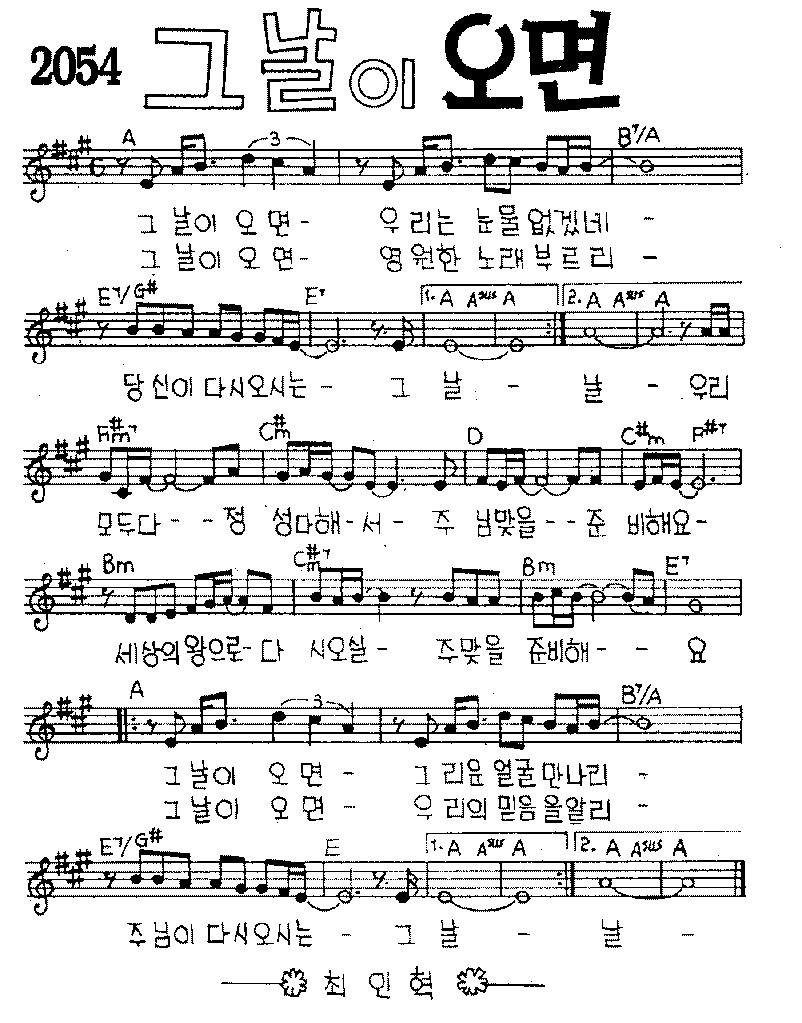 2054 그날이 오면
A 3 B7/A
그 날이 오 면 - 우 리는 눈물 없겠네 -
그 날이 오 면 - 영 원한 노래 부르리 -
E7/G# E7 1. A Asus A 2. A Asus A
당신이 다시오시는 - 그 날 - 날 - 우리
F#m7 C#m D C#m F#7
모두다 - - 정 성다해 - 서 - 주 님맞을 - - 준 비해요 -
Bm C#m7 Bm E7
세상의왕으로 - 다 시오실 - 주맞을 준비해 - - 요
A 3 B7/A
그 날이 오 면 - 그 리운 얼굴 만나리 -
그 날이 오 면 - 우 리의 믿음 올알리 -
E7/G# E 1. A Asus A 2. A Asus A
주님이 다시오시는 - 그 날 - 날 -
최 인 혁